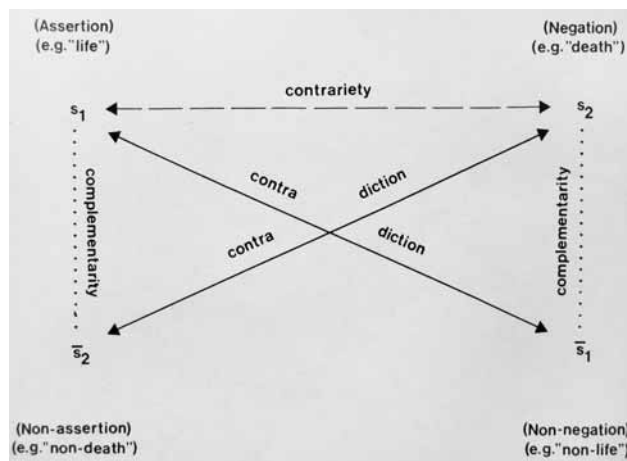 (Assertion)
(e.g."life")
(Negation)
(e.g."death")
contrariety
s1
s2
contra
diction
complementarity
complementarity
contra
diction
s̅2
s̅1
(Non-assertion)
(e.g."non-death")
(Non-negation)
(e.g."non-life")